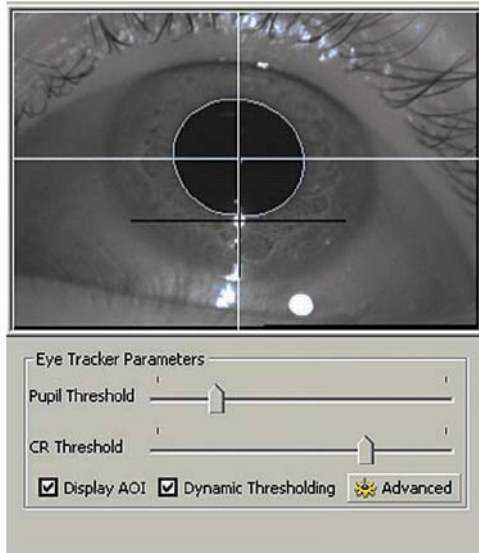 Eye Tracker Parameters
Pupil Threshold
CR Threshold
Display AOI Dynamic Thresholding Advanced